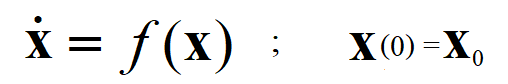 ẋ = f(x) ; x(0) = x₀